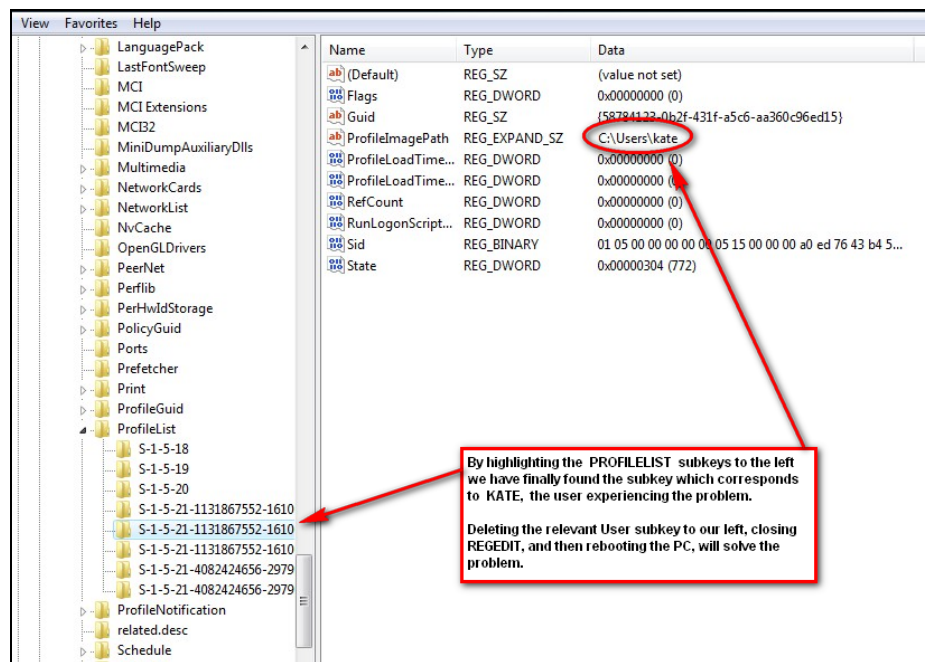 View Favorites Help
LanguagePack
LastFontSweep
MCI
MCI Extensions
MCI32
MiniDumpAuxiliaryDlls
Multimedia
NetworkCards
NetworkList
NvCache
OpenGLDrivers
PeerNet
Perflib
PerHwIdStorage
PolicyGuid
Ports
Prefetcher
Print
ProfileGuid
ProfileList
S-1-5-18
S-1-5-19
S-1-5-20
S-1-5-21-1131867552-1610
S-1-5-21-1131867552-1610
S-1-5-21-1131867552-1610
S-1-5-21-4082424656-2979
S-1-5-21-4082424656-2979
ProfileNotification
related.desc
Schedule
Name Type Data
(Default) REG_SZ (value not set)
Flags REG_DWORD 0x00000000 (0)
Guid REG_SZ {58784123-0b2f-431f-a5c6-aa360c96ed15}
ProfileImagePath REG_EXPAND_SZ C:\Users\kate
ProfileLoadTime... REG_DWORD 0x00000000 (0)
ProfileLoadTime... REG_DWORD 0x00000000 (0)
RefCount REG_DWORD 0x00000000 (0)
RunLogonScript... REG_DWORD 0x00000000 (0)
Sid REG_BINARY 01 05 00 00 00 00 00 05 15 00 00 00 a0 ed 76 43 b4 5...
State REG_DWORD 0x00000304 (772)
By highlighting the PROFILELIST subkeys to the left
we have finally found the subkey which corresponds
to KATE, the user experiencing the problem.
Deleting the relevant User subkey to our left, closing
REGEDIT, and then rebooting the PC, will solve the
problem.